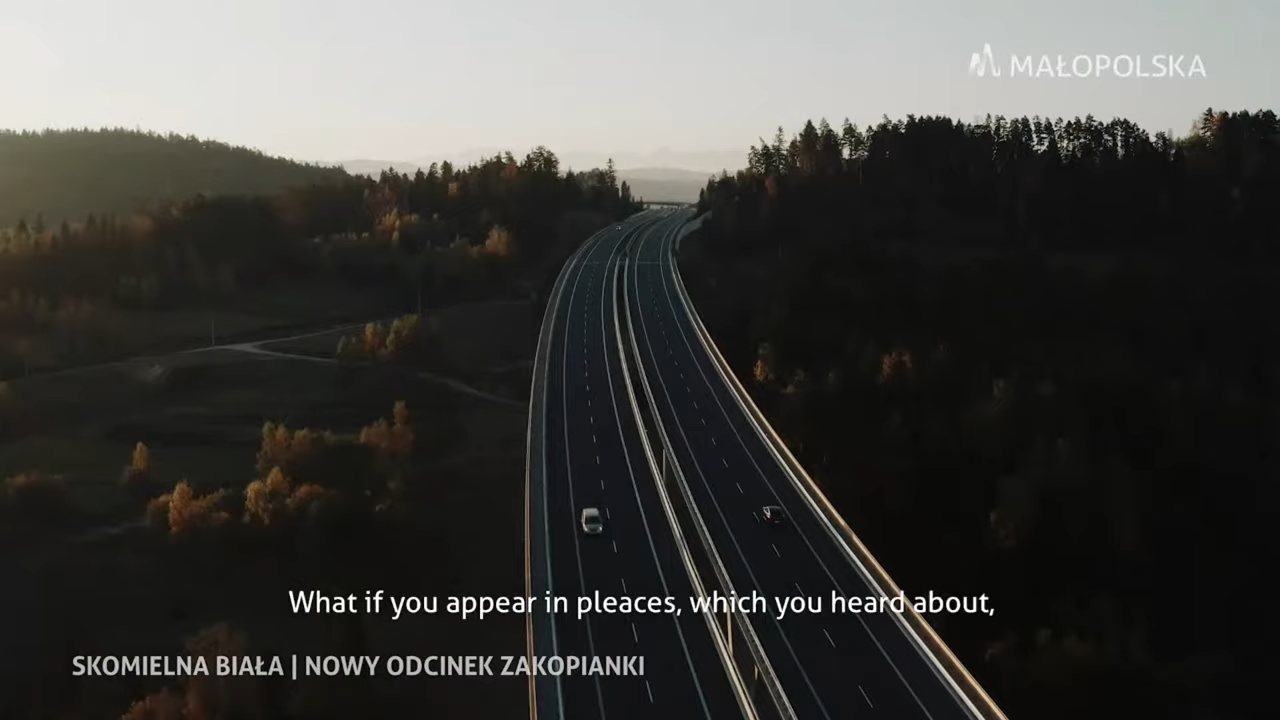 MAŁOPOLSKA
What if you appear in pleaces, which you heard about,
SKOMIELNA BIAŁA | NOWY ODCINEK ZAKOPIANKI